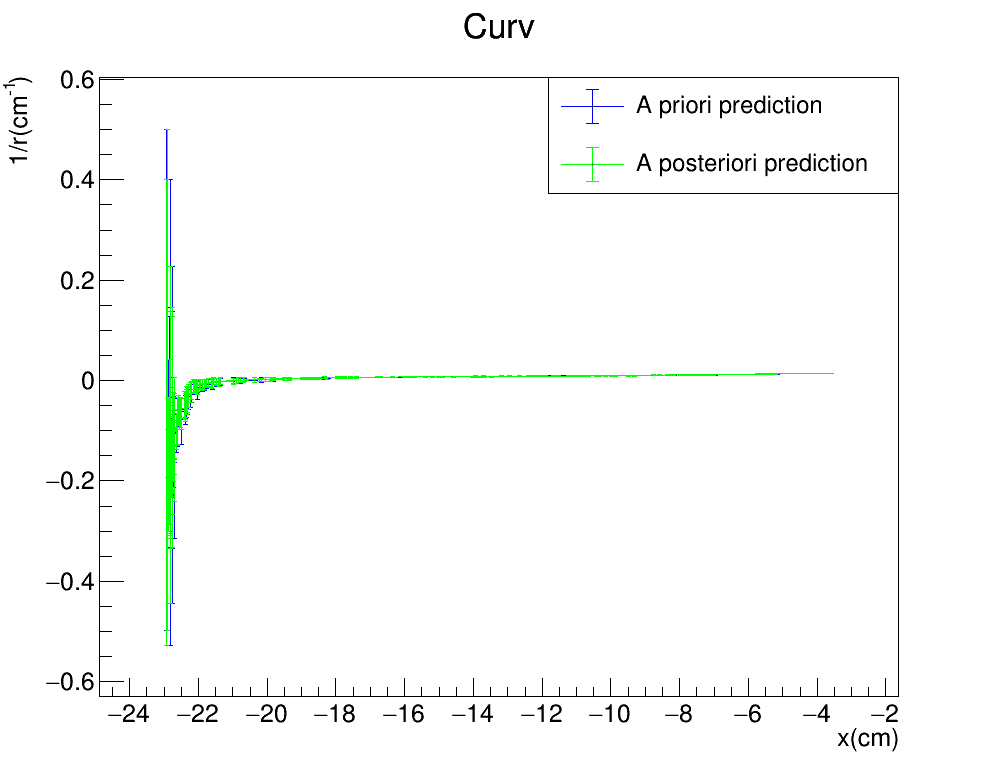 Curv
1/r(cm-1)
A priori prediction
A posteriori prediction
0.6
0.4
0.2
0
−0.2
−0.4
−0.6
−24 −22 −20 −18 −16 −14 −12 −10 −8 −6 −4 −2
x(cm)